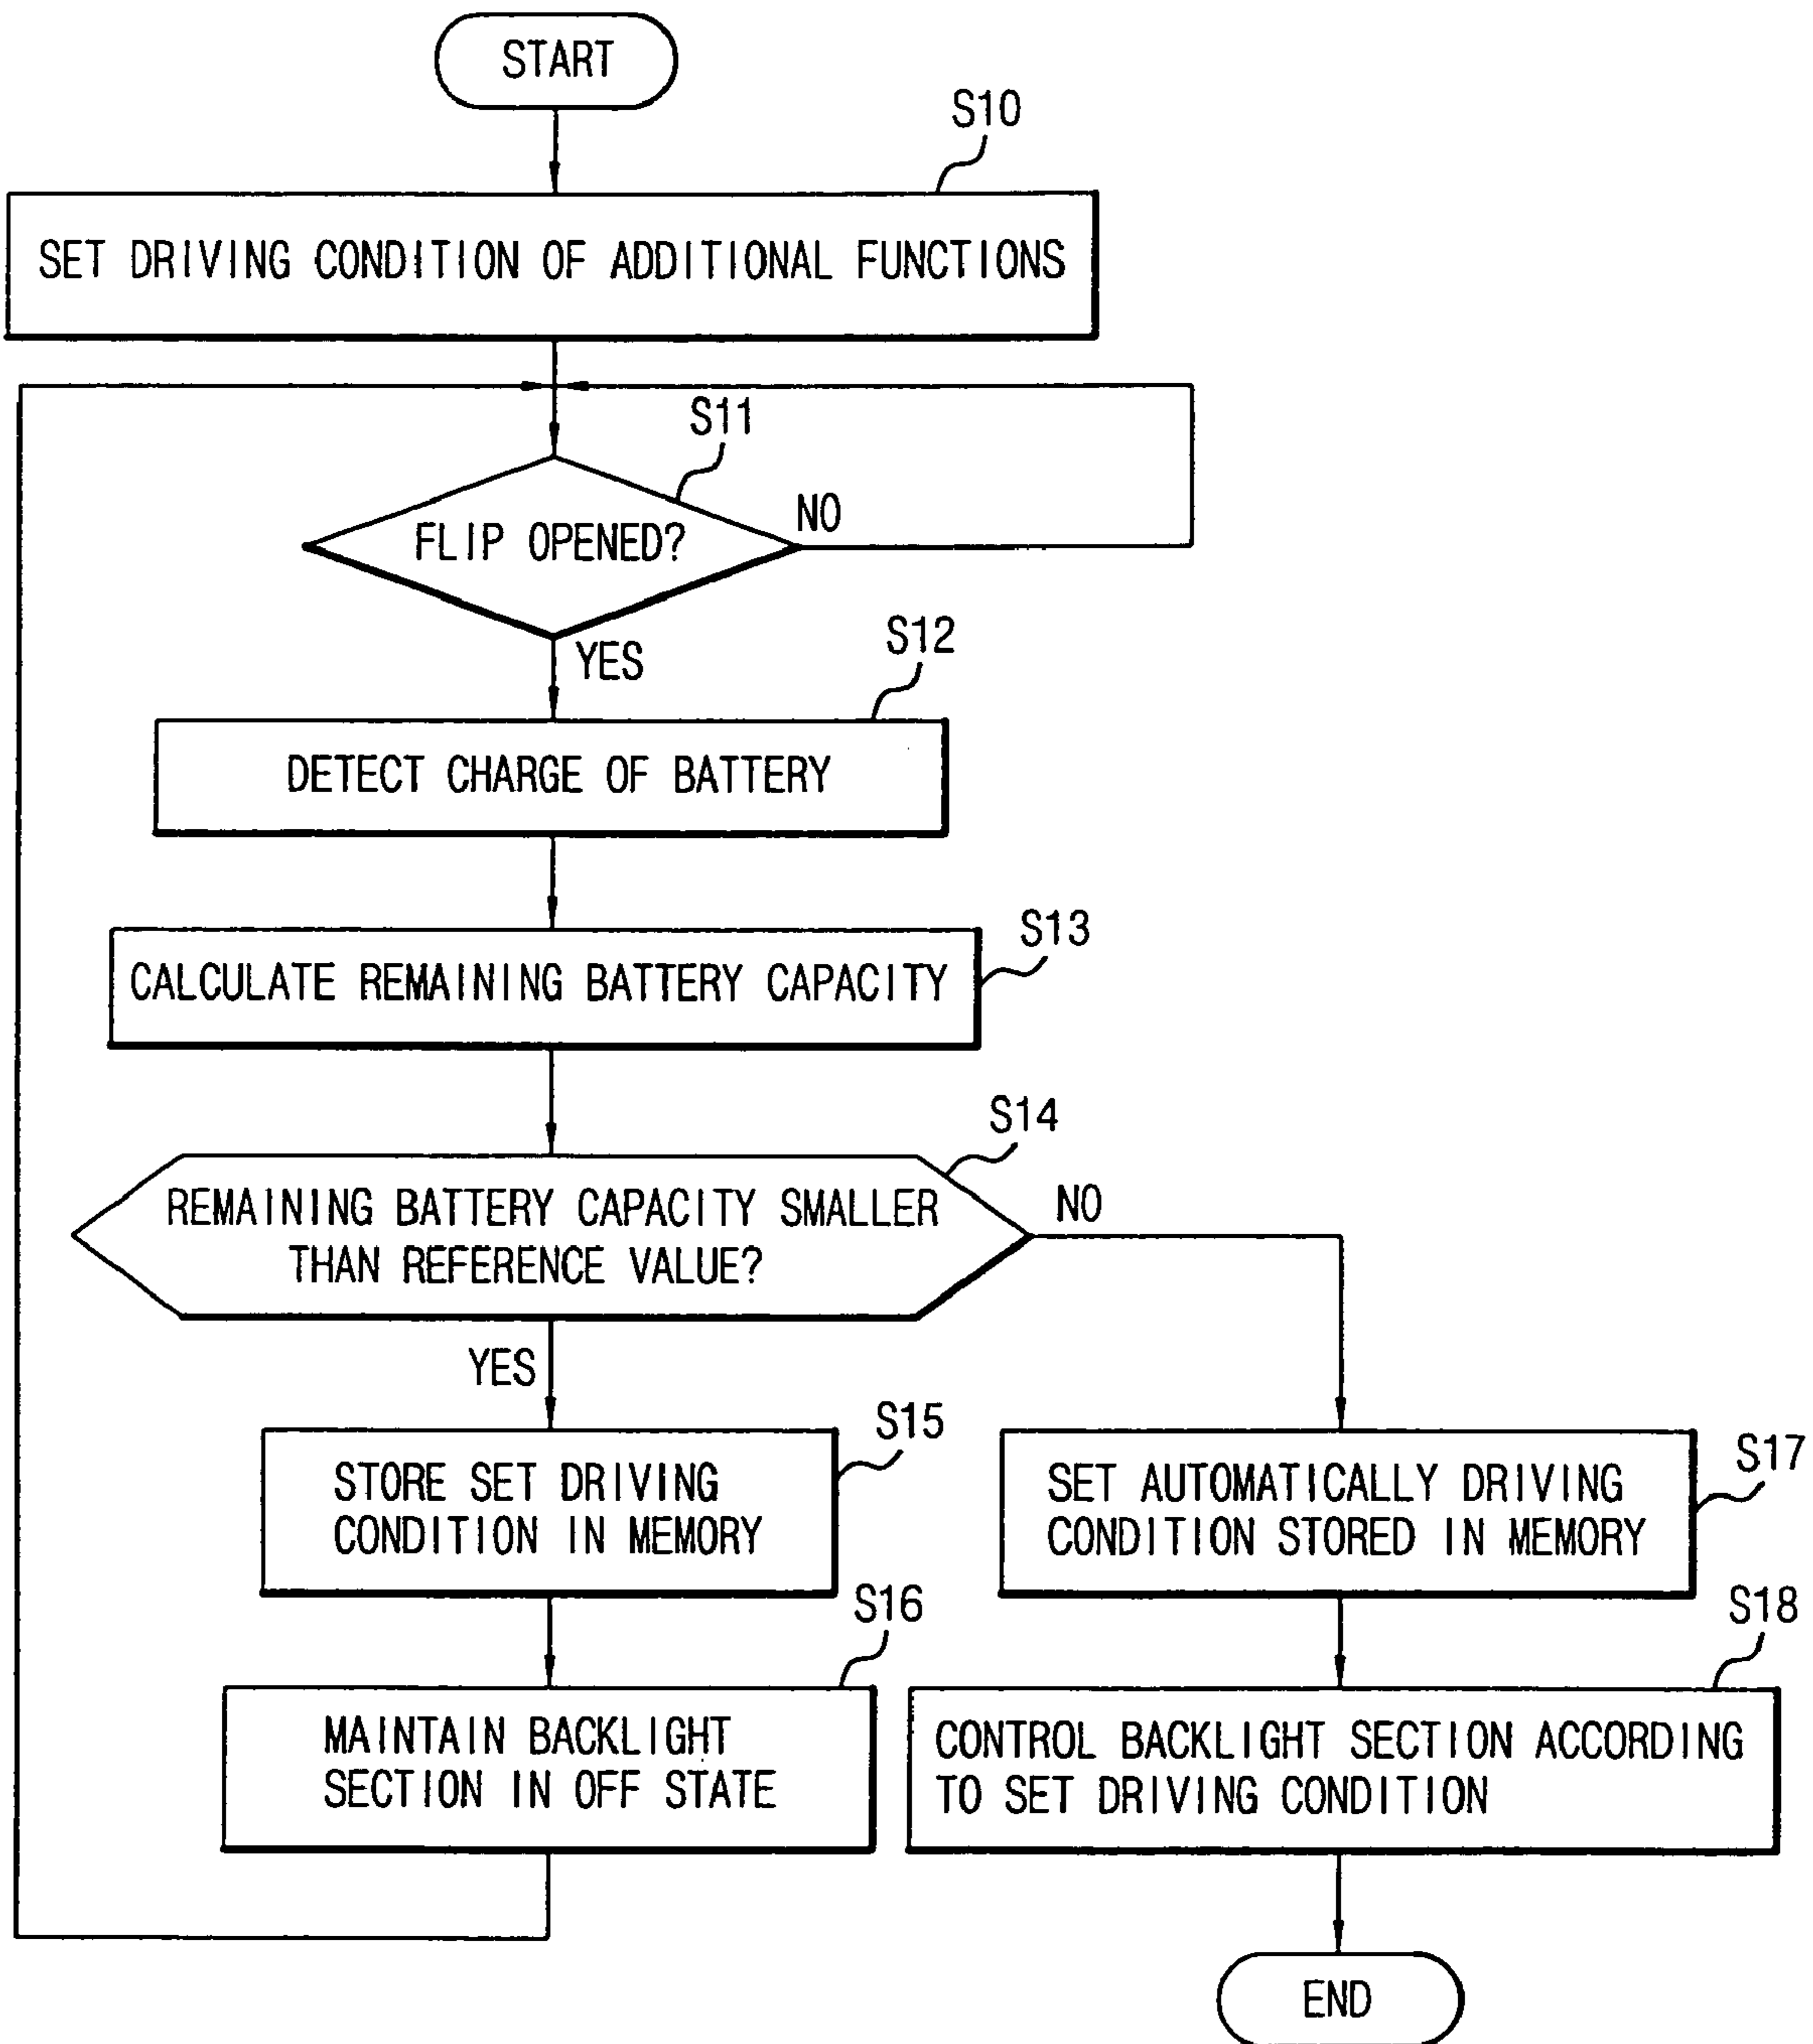 START
S10
SET DRIVING CONDITION OF ADDITIONAL FUNCTIONS
S11
FLIP OPENED?
NO
YES
S12
DETECT CHARGE OF BATTERY
S13
CALCULATE REMAINING BATTERY CAPACITY
S14
REMAINING BATTERY CAPACITY SMALLER
THAN REFERENCE VALUE?
NO
YES
S15
STORE SET DRIVING
CONDITION IN MEMORY
S17
SET AUTOMATICALLY DRIVING
CONDITION STORED IN MEMORY
S16
MAINTAIN BACKLIGHT
SECTION IN OFF STATE
S18
CONTROL BACKLIGHT SECTION ACCORDING
TO SET DRIVING CONDITION
END